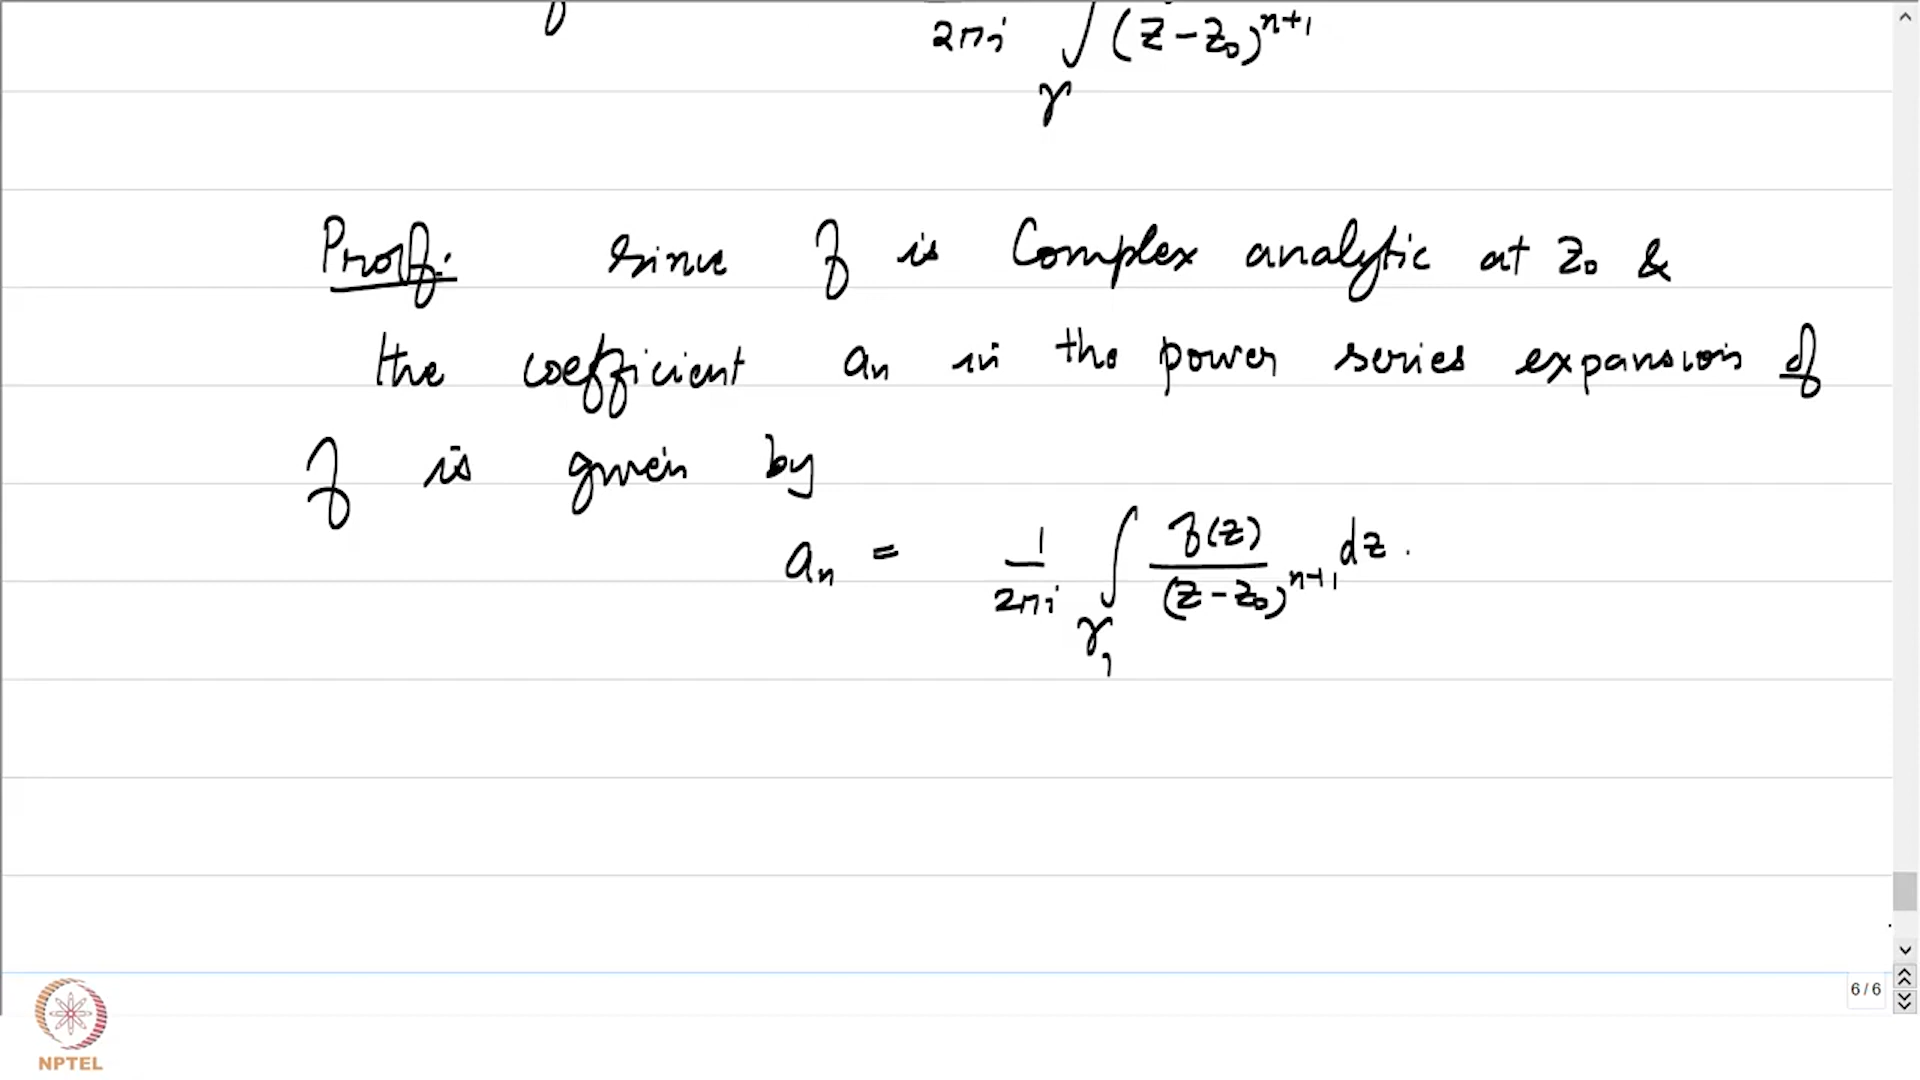 2πi ∫γ (z-z₀)ⁿ⁺¹
Proof: since f is Complex analytic at z₀ &
the coefficient aₙ in the power series expansion of
f is given by
aₙ = 1/2πi ∫γ₁ f(z)/(z-z₀)ⁿ⁺¹ dz.
6 / 6
NPTEL